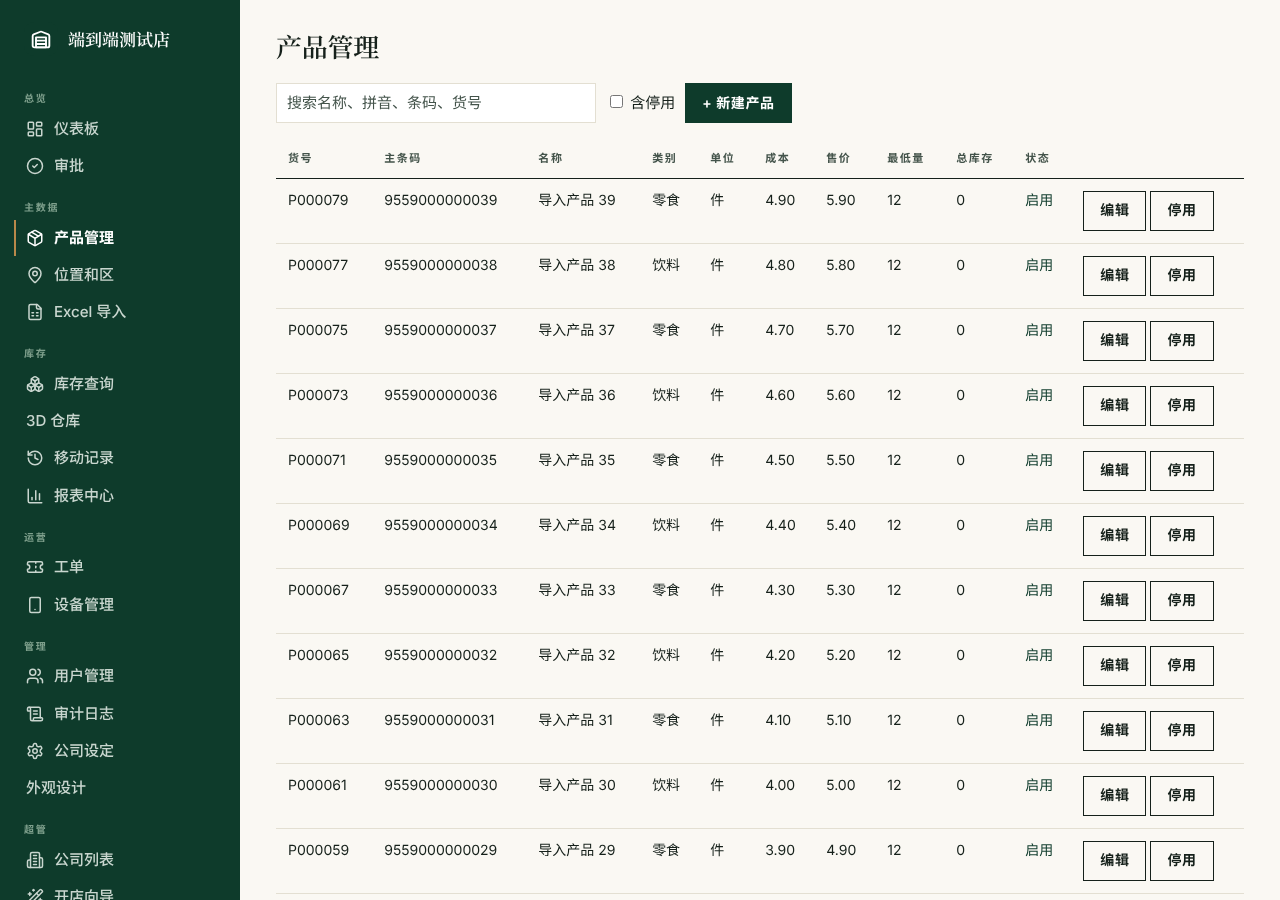 端到端测试店
总览
仪表板
审批
主数据
产品管理
位置和区
Excel 导入
库存
库存查询
3D 仓库
移动记录
报表中心
运营
工单
设备管理
管理
用户管理
审计日志
公司设定
外观设计
超管
公司列表
开店向导
产品管理
搜索名称、拼音、条码、货号 含停用 + 新建产品
货号 主条码 名称 类别 单位 成本 售价 最低量 总库存 状态
P000079 9559000000039 导入产品 39 零食 件 4.90 5.90 12 0 启用 编辑 停用
P000077 9559000000038 导入产品 38 饮料 件 4.80 5.80 12 0 启用 编辑 停用
P000075 9559000000037 导入产品 37 零食 件 4.70 5.70 12 0 启用 编辑 停用
P000073 9559000000036 导入产品 36 饮料 件 4.60 5.60 12 0 启用 编辑 停用
P000071 9559000000035 导入产品 35 零食 件 4.50 5.50 12 0 启用 编辑 停用
P000069 9559000000034 导入产品 34 饮料 件 4.40 5.40 12 0 启用 编辑 停用
P000067 9559000000033 导入产品 33 零食 件 4.30 5.30 12 0 启用 编辑 停用
P000065 9559000000032 导入产品 32 饮料 件 4.20 5.20 12 0 启用 编辑 停用
P000063 9559000000031 导入产品 31 零食 件 4.10 5.10 12 0 启用 编辑 停用
P000061 9559000000030 导入产品 30 饮料 件 4.00 5.00 12 0 启用 编辑 停用
P000059 9559000000029 导入产品 29 零食 件 3.90 4.90 12 0 启用 编辑 停用